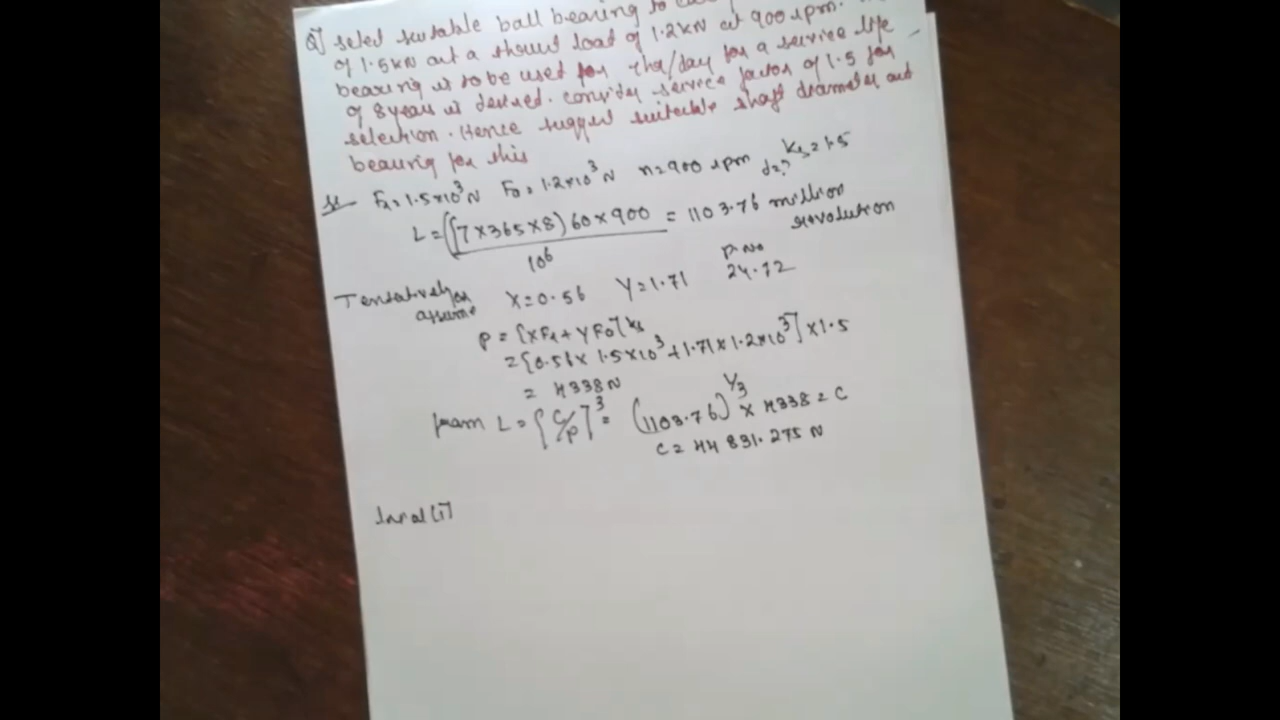 Q] select suitable ball bearing to
of 1.5kN and a thrust load of 1.2kN at 900 rpm.
bearing is to be used for 7hr/day for a service life
of 8 years is desired. Consider service factor of 1.5 for
selection. Hence suggest suitable shaft diameter and
bearing for this
Fr = 1.5×10³ N Fa = 1.2×10³ N n = 900 rpm d=? ks = 1.5
L = ((7×365×8)60×900 = 1103.76 million
10⁶ revolution
P.no
Tentatively X = 0.56 Y = 1.71 24.72
assume
P = [XFr + YFa] ks
= [0.56 × 1.5×10³ + 1.71 × 1.2×10³] × 1.5
= 4338 N
from L = [C/P]³ = (1103.76)^1/3 × 4338 = C
C = 44 831.275 N